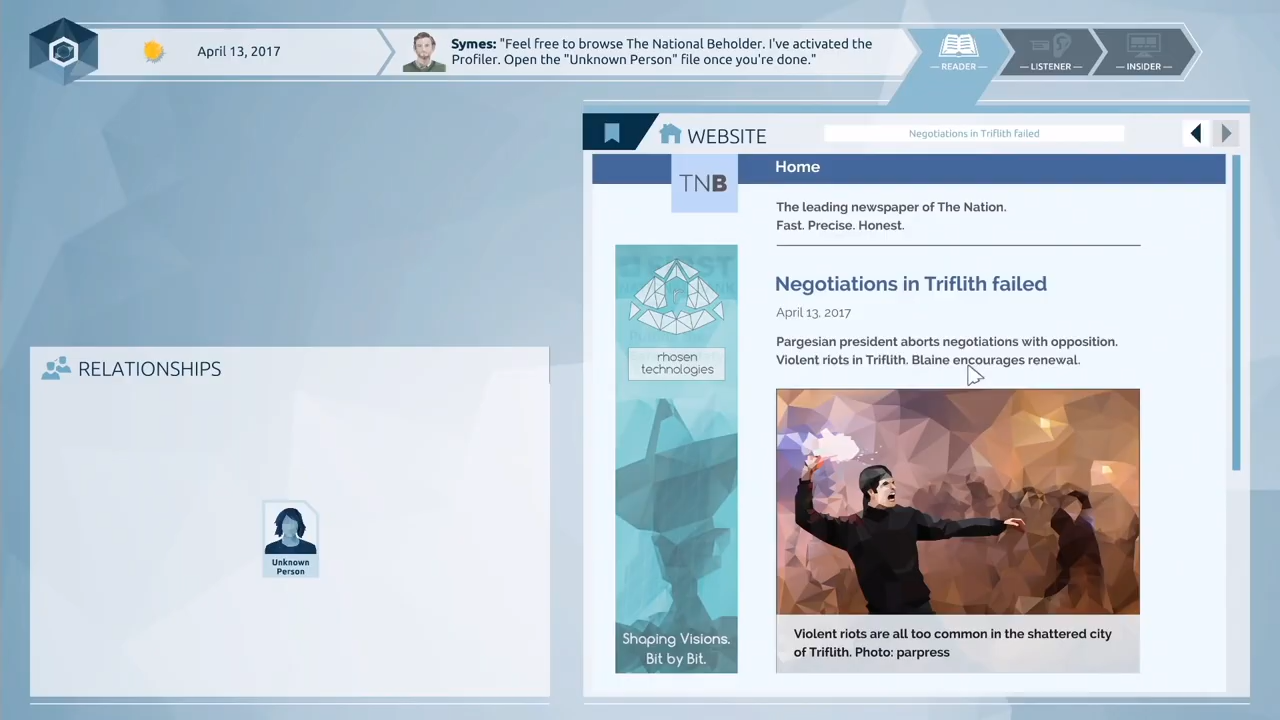 April 13, 2017
Symes: "Feel free to browse The National Beholder. I've activated the
Profiler. Open the "Unknown Person" file once you're done."
— READER —
— LISTENER —
— INSIDER —
WEBSITE
Negotiations in Triflith failed
TNB
Home
The leading newspaper of The Nation.
Fast. Precise. Honest.
Negotiations in Triflith failed
April 13, 2017
Pargesian president aborts negotiations with opposition.
Violent riots in Triflith. Blaine encourages renewal.
rhosen
technologies
Shaping Visions.
Bit by Bit.
Violent riots are all too common in the shattered city
of Triflith. Photo: parpress
RELATIONSHIPS
Unknown
Person